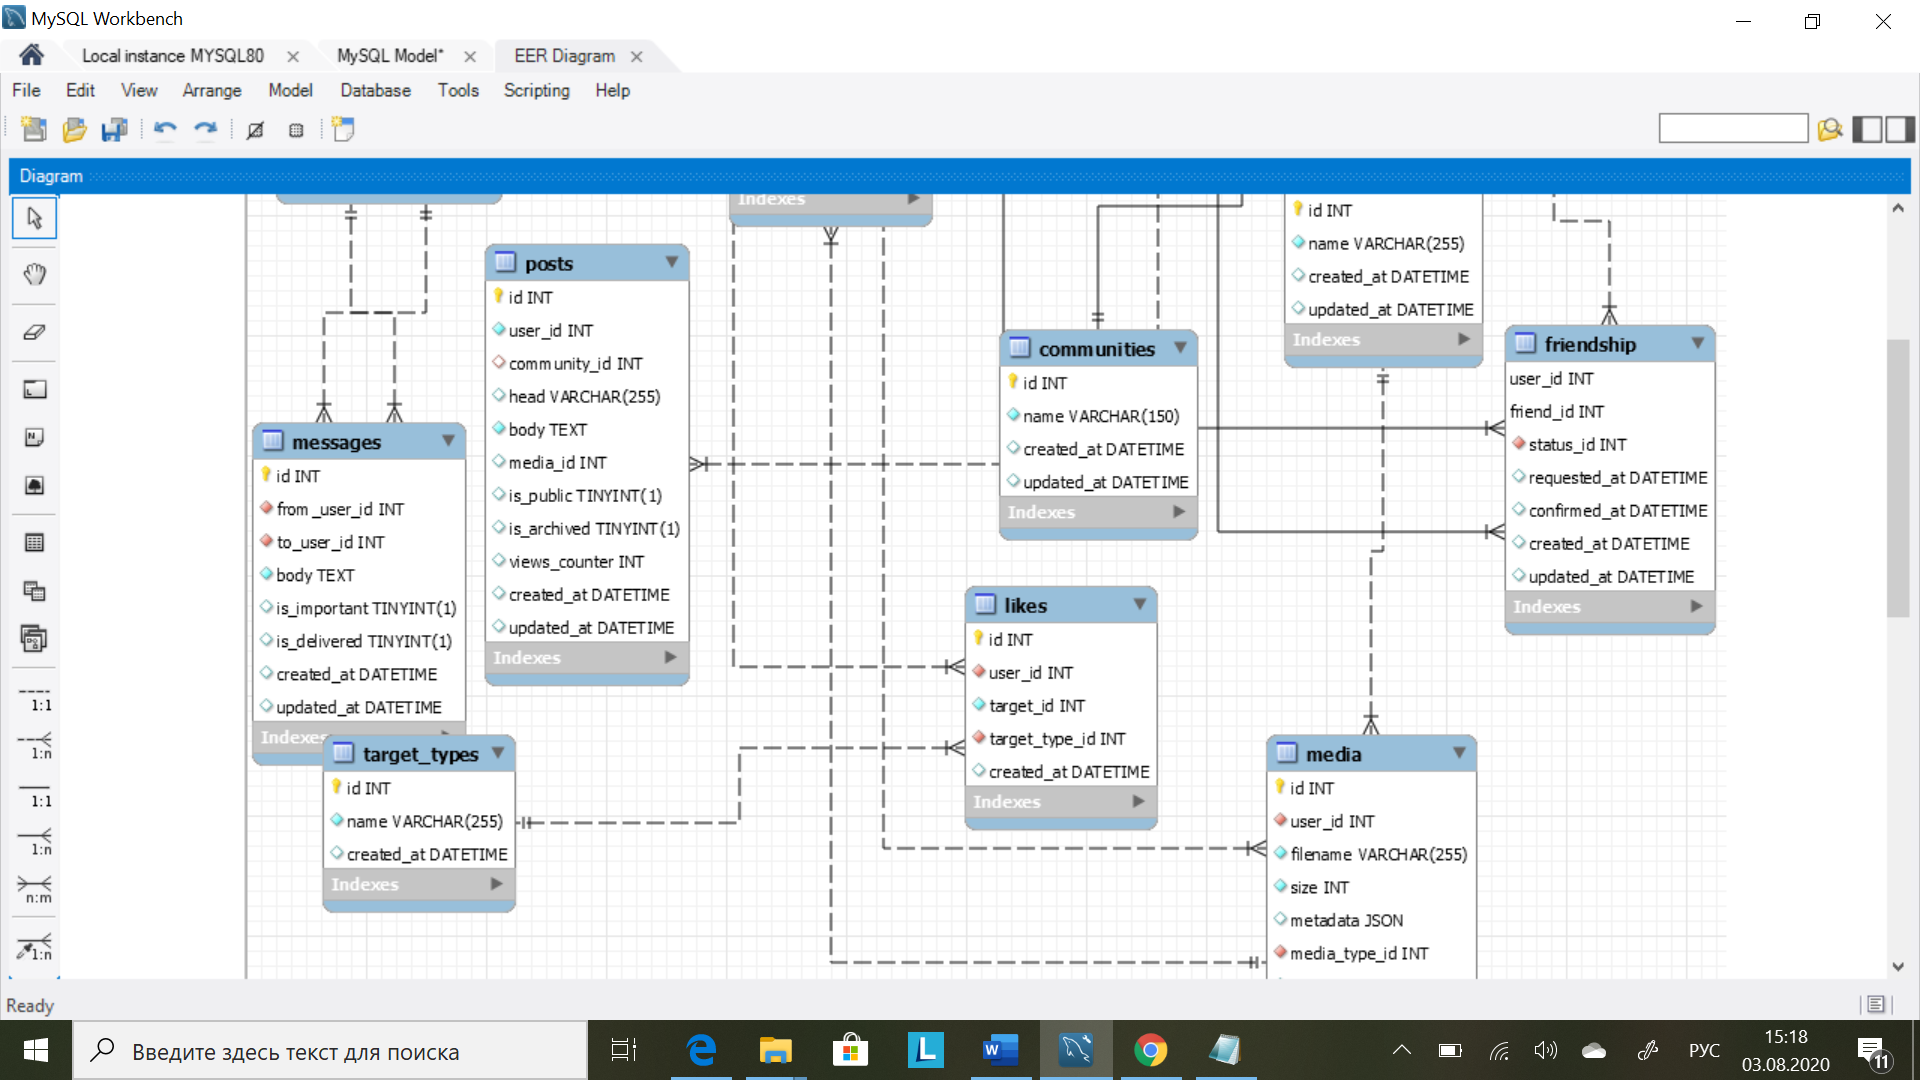 MySQL Workbench
Local instance MYSQL80
MySQL Model*
EER Diagram
File Edit View Arrange Model Database Tools Scripting Help
Diagram
Indexes
id INT
name VARCHAR(255)
created_at DATETIME
updated_at DATETIME
Indexes
posts
id INT
user_id INT
community_id INT
head VARCHAR(255)
body TEXT
media_id INT
is_public TINYINT(1)
is_archived TINYINT(1)
views_counter INT
created_at DATETIME
updated_at DATETIME
Indexes
communities
id INT
name VARCHAR(150)
created_at DATETIME
updated_at DATETIME
Indexes
friendship
user_id INT
friend_id INT
status_id INT
requested_at DATETIME
confirmed_at DATETIME
created_at DATETIME
updated_at DATETIME
Indexes
messages
id INT
from_user_id INT
to_user_id INT
body TEXT
is_important TINYINT(1)
is_delivered TINYINT(1)
created_at DATETIME
updated_at DATETIME
Indexes
likes
id INT
user_id INT
target_id INT
target_type_id INT
created_at DATETIME
Indexes
target_types
id INT
name VARCHAR(255)
created_at DATETIME
Indexes
media
id INT
user_id INT
filename VARCHAR(255)
size INT
metadata JSON
media_type_id INT
1:1
1:n
1:1
1:n
n:m
1:n
Ready
Введите здесь текст для поиска
L
W
РУС
15:18
03.08.2020
11